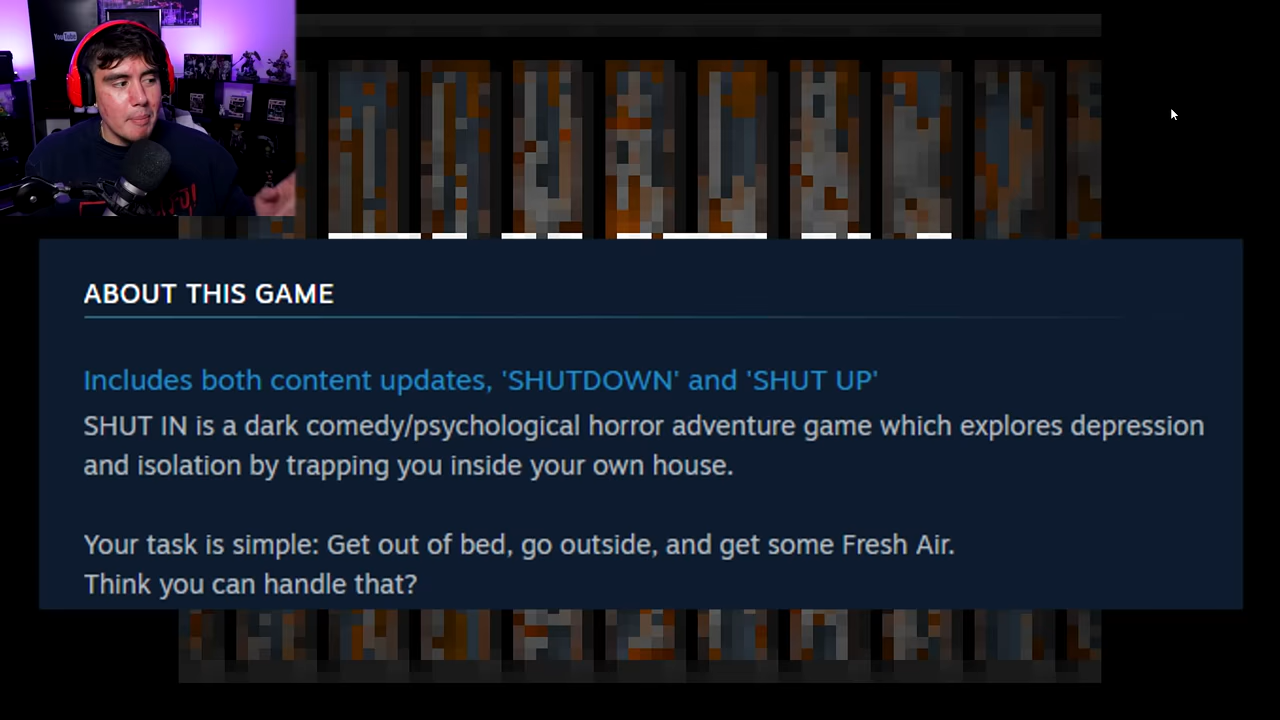 YouTube
ABOUT THIS GAME
Includes both content updates, 'SHUTDOWN' and 'SHUT UP'
SHUT IN is a dark comedy/psychological horror adventure game which explores depression
and isolation by trapping you inside your own house.
Your task is simple: Get out of bed, go outside, and get some Fresh Air.
Think you can handle that?